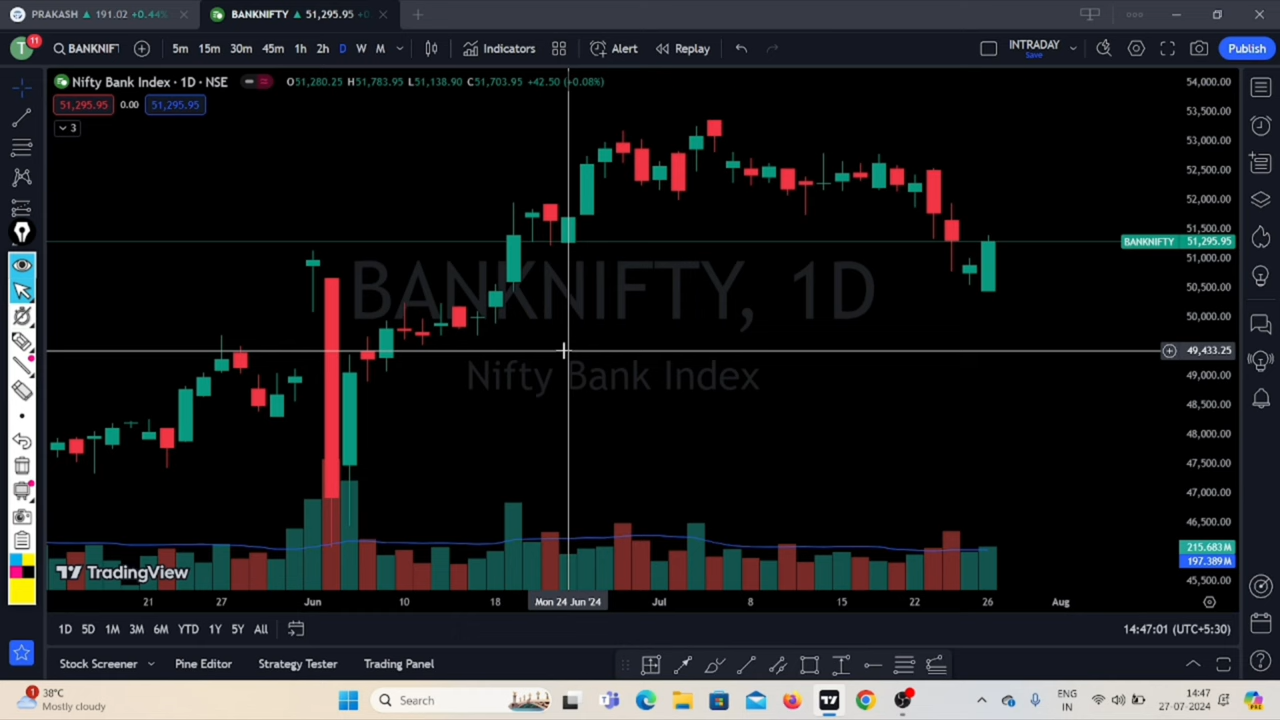 PRAKASH ▲ 191.02 +0.44%
BANKNIFTY ▲ 51,295.95 +0
T 11
BANKNIF
5m 15m 30m 45m 1h 2h D W M
Indicators
Alert
Replay
INTRADAY
Save
Publish
Nifty Bank Index · 1D · NSE
O51,280.25 H51,783.95 L51,138.90 C51,703.95 +42.50 (+0.08%)
51,295.95 0.00 51,295.95
3
54,000.00
53,500.00
53,000.00
52,500.00
52,000.00
51,500.00
BANKNIFTY 51,295.95
51,000.00
50,500.00
50,000.00
49,433.25
49,000.00
48,500.00
48,000.00
47,500.00
47,000.00
46,500.00
215.683M
197.389M
45,500.00
BANKNIFTY, 1D
Nifty Bank Index
TradingView
21 27 Jun 10 18 Mon 24 Jun '24 Jul 8 15 22 26 Aug
1D 5D 1M 3M 6M YTD 1Y 5Y All
14:47:01 (UTC+5:30)
Stock Screener Pine Editor Strategy Tester Trading Panel
1
38°C
Mostly cloudy
Search
ENG
IN
14:47
27-07-2024